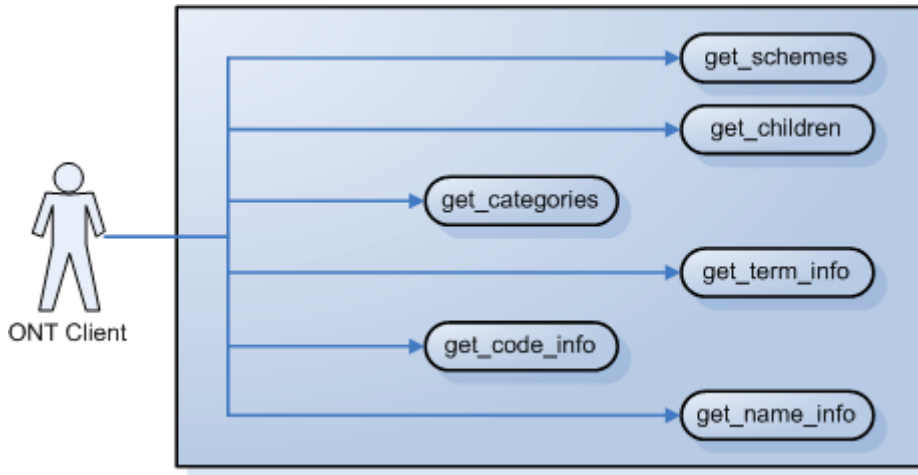 get_schemes
get_children
get_categories
get_term_info
ONT Client
get_code_info
get_name_info